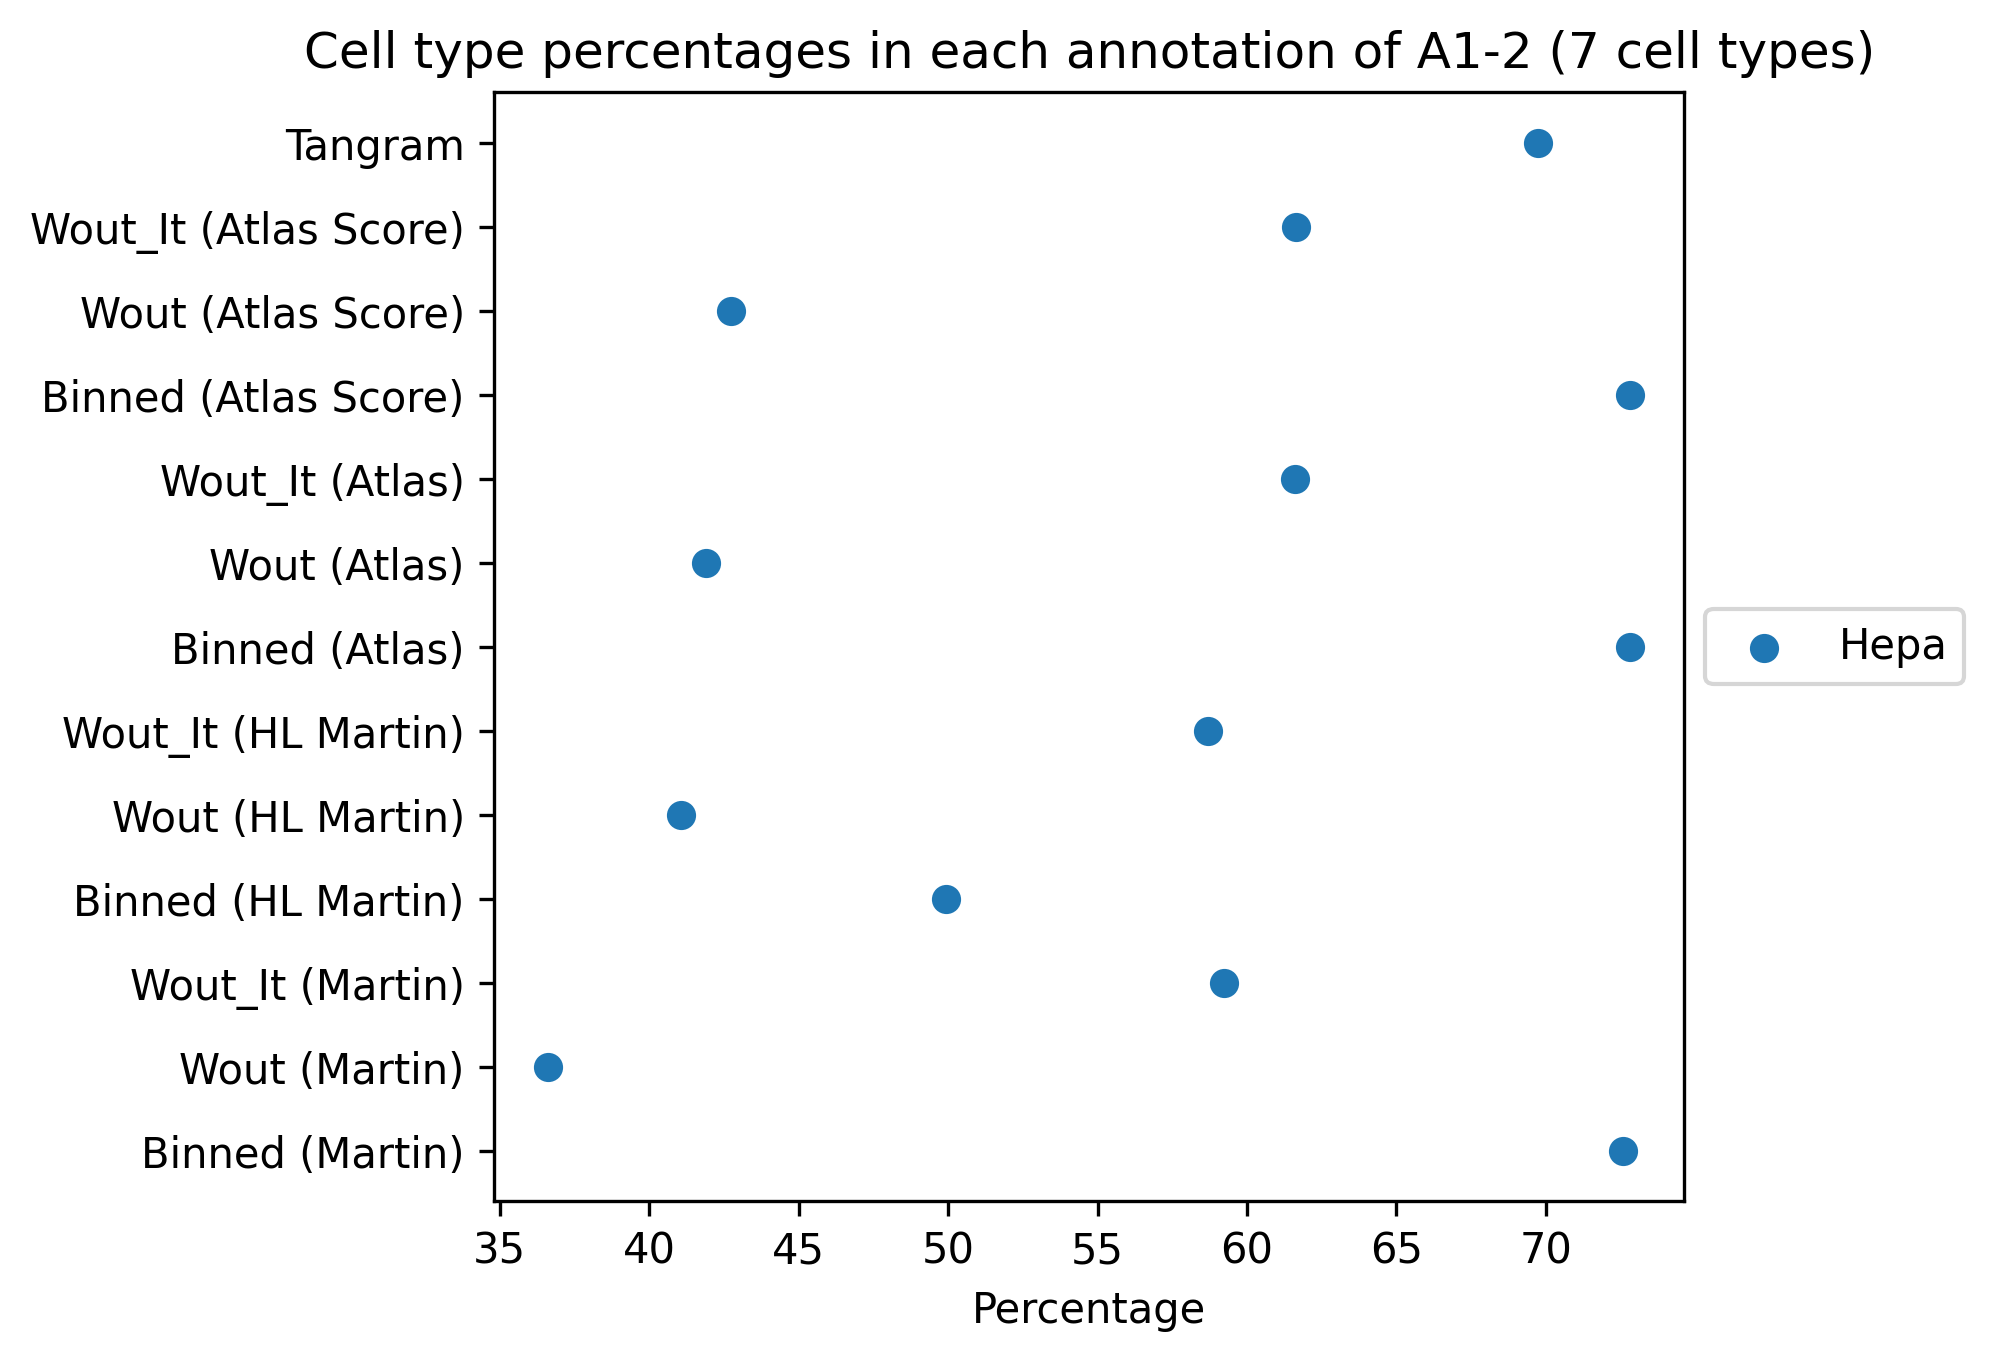 Cell type percentages in each annotation of A1-2 (7 cell types)
Tangram
Wout_It (Atlas Score)
Wout (Atlas Score)
Binned (Atlas Score)
Wout_It (Atlas)
Wout (Atlas)
Binned (Atlas)
Wout_It (HL Martin)
Wout (HL Martin)
Binned (HL Martin)
Wout_It (Martin)
Wout (Martin)
Binned (Martin)
Hepa
35 40 45 50 55 60 65 70
Percentage